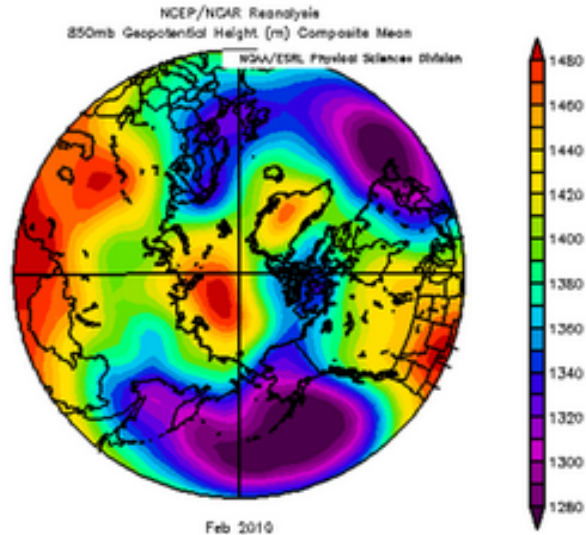 NCEP/NCAR Reanalysis
850mb Geopotential Height (m) Composite Mean
NOAA/ESRL Physical Sciences Division
1480
1460
1440
1420
1400
1380
1360
1340
1320
1300
1280
Feb 2010